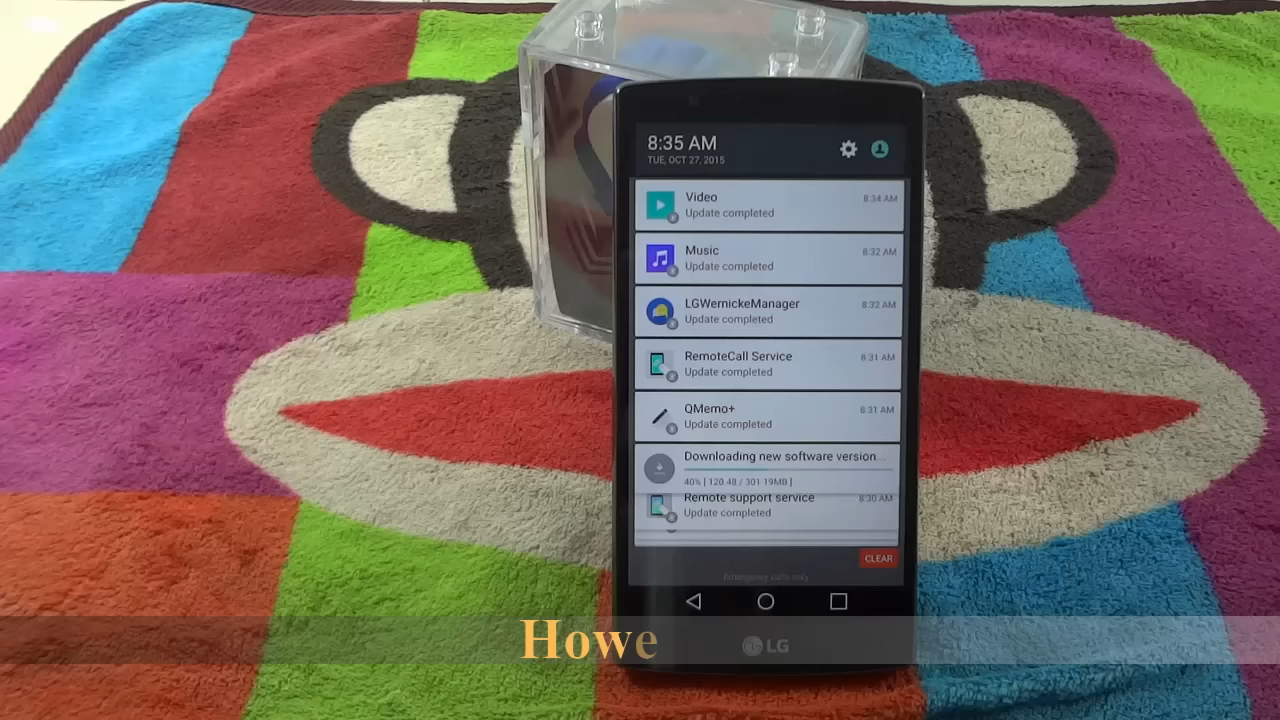 8:35 AM
TUE, OCT 27, 2015
Video
8:34 AM
Update completed
Music
8:32 AM
Update completed
LGWernickeManager
8:32 AM
Update completed
RemoteCall Service
8:31 AM
Update completed
QMemo+
8:31 AM
Update completed
Downloading new software version...
40% [ 120.48 / 301.19MB ]
Remote support service
8:30 AM
Update completed
CLEAR
Emergency calls only
Howe
LG